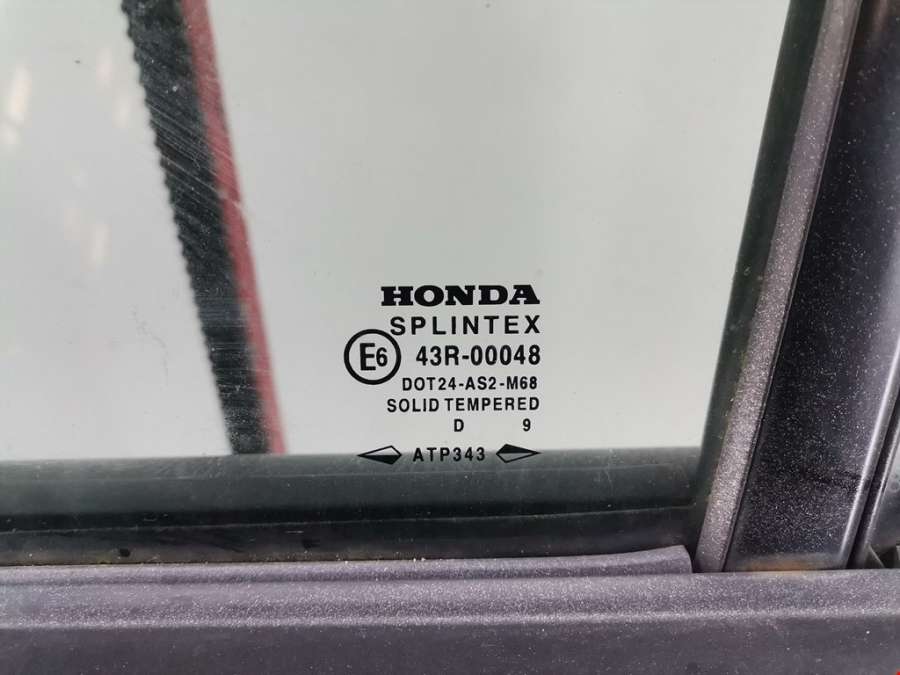 HONDA
SPLINTEX
E6 43R-00048
DOT24-AS2-M68
SOLID TEMPERED
D 9
ATP343